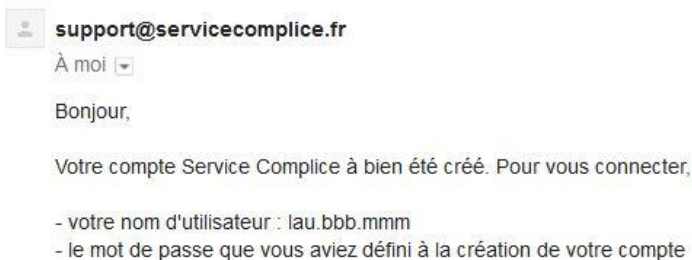 support@servicecomplice.fr
À moi
Bonjour,
Votre compte Service Complice à bien été créé. Pour vous connecter,
- votre nom d'utilisateur : lau.bbb.mmm
- le mot de passe que vous aviez défini à la création de votre compte